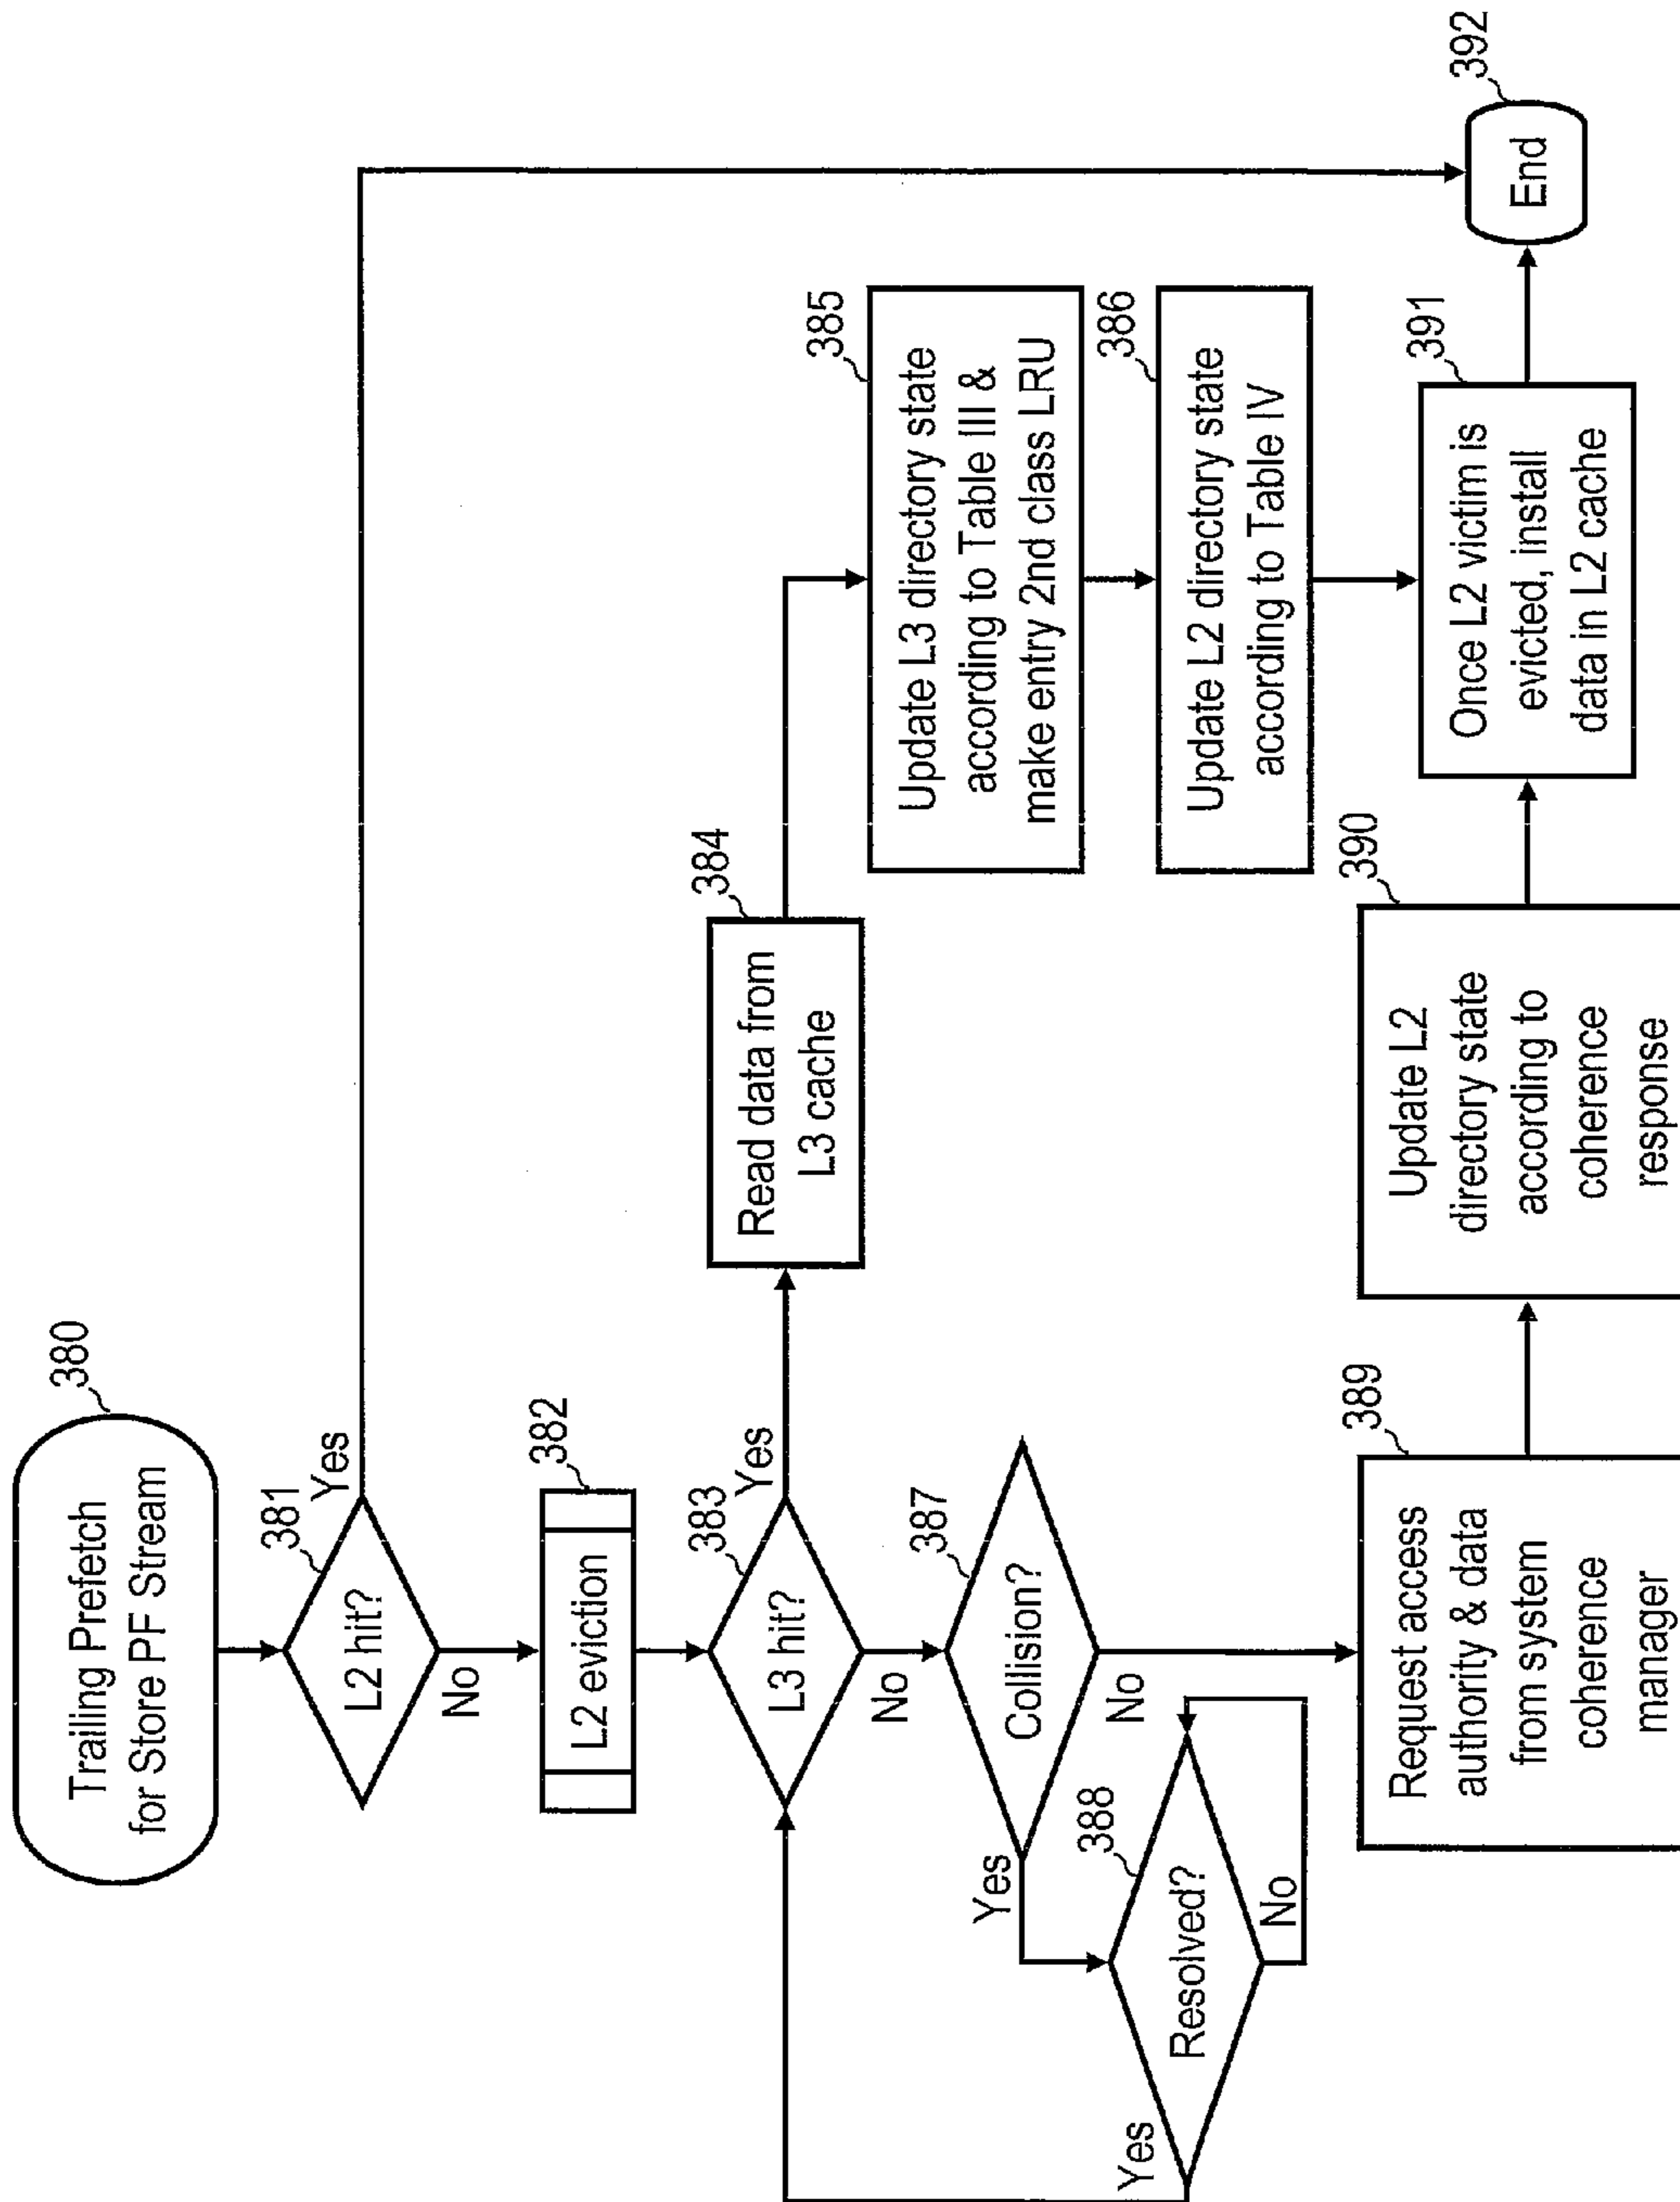 380
Trailing Prefetch
for Store PF Stream
381
L2 hit?
Yes
No
382
L2 eviction
383
L3 hit?
Yes
No
384
Read data from
L3 cache
385
Update L3 directory state
according to Table III &
make entry 2nd class LRU
386
Update L2 directory state
according to Table IV
387
Collision?
Yes
No
388
Resolved?
Yes
No
389
Request access
authority & data
from system
coherence
manager
390
Update L2
directory state
according to
coherence
response
391
Once L2 victim is
evicted, install
data in L2 cache
392
End